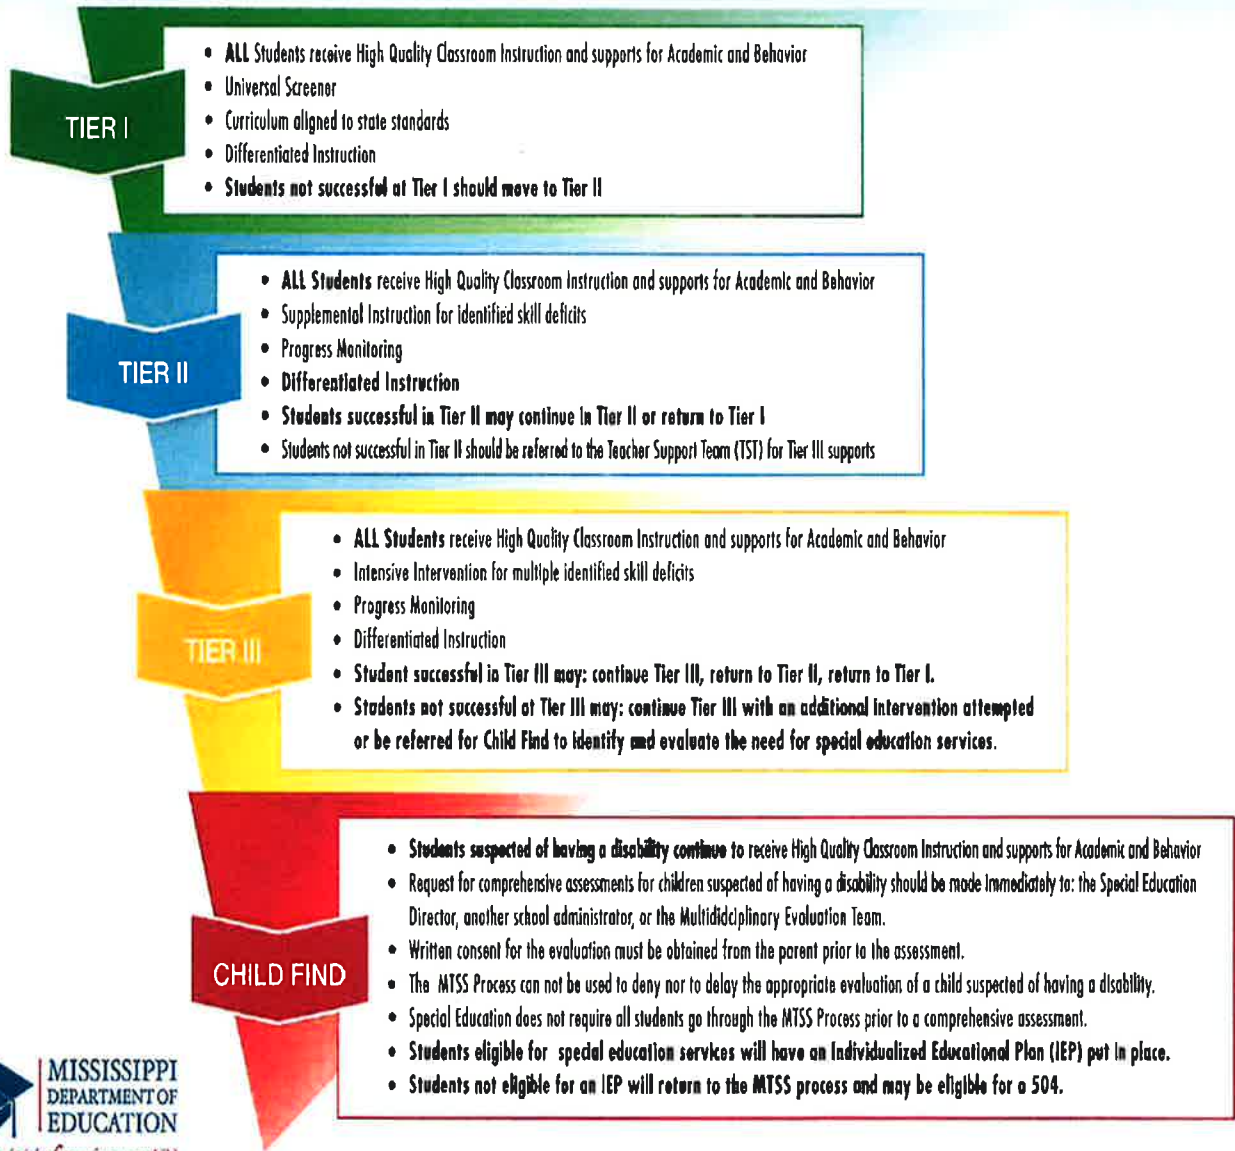 TIER I
• ALL Students receive High Quality Classroom Instruction and supports for Academic and Behavior
• Universal Screener
• Curriculum aligned to state standards
• Differentiated Instruction
• Students not successful at Tier I should move to Tier II
TIER II
• ALL Students receive High Quality Classroom Instruction and supports for Academic and Behavior
• Supplemental Instruction for identified skill deficits
• Progress Monitoring
• Differentiated Instruction
• Students successful in Tier II may continue in Tier II or return to Tier I
• Students not successful in Tier II should be referred to the Teacher Support Team (TST) for Tier III supports
TIER III
• ALL Students receive High Quality Classroom Instruction and supports for Academic and Behavior
• Intensive Intervention for multiple identified skill deficits
• Progress Monitoring
• Differentiated Instruction
• Student successful in Tier III may: continue Tier III, return to Tier II, return to Tier I.
• Students not successful at Tier III may: continue Tier III with an additional intervention attempted
or be referred for Child Find to identify and evaluate the need for special education services.
CHILD FIND
• Students suspected of having a disability continue to receive High Quality Classroom Instruction and supports for Academic and Behavior
• Request for comprehensive assessments for children suspected of having a disability should be made immediately to: the Special Education
Director, another school administrator, or the Multididciplinary Evaluation Team.
• Written consent for the evaluation must be obtained from the parent prior to the assessment.
• The MTSS Process can not be used to deny nor to delay the appropriate evaluation of a child suspected of having a disability.
• Special Education does not require all students go through the MTSS Process prior to a comprehensive assessment.
• Students eligible for special education services will have an Individualized Educational Plan (IEP) put in place.
• Students not eligible for an IEP will return to the MTSS process and may be eligible for a 504.
MISSISSIPPI
DEPARTMENT OF
EDUCATION